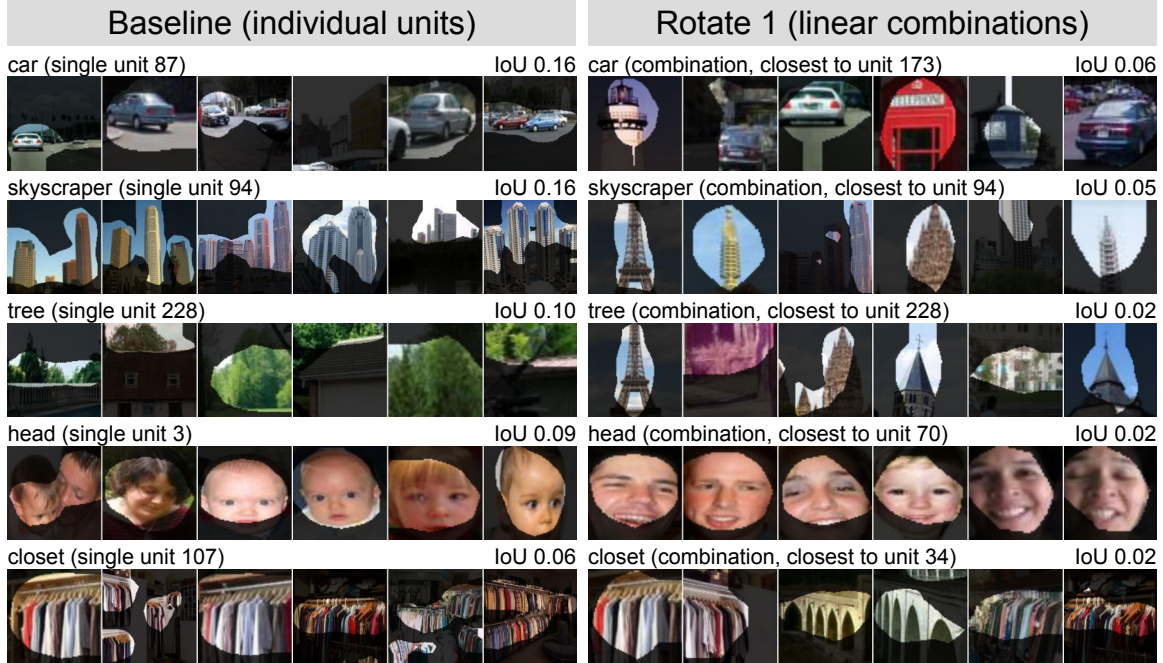 Baseline (individual units)
Rotate 1 (linear combinations)
car (single unit 87) IoU 0.16
car (combination, closest to unit 173) IoU 0.06
TELEPHONE
skyscraper (single unit 94) IoU 0.16
skyscraper (combination, closest to unit 94) IoU 0.05
tree (single unit 228) IoU 0.10
tree (combination, closest to unit 228) IoU 0.02
head (single unit 3) IoU 0.09
head (combination, closest to unit 70) IoU 0.02
closet (single unit 107) IoU 0.06
closet (combination, closest to unit 34) IoU 0.02